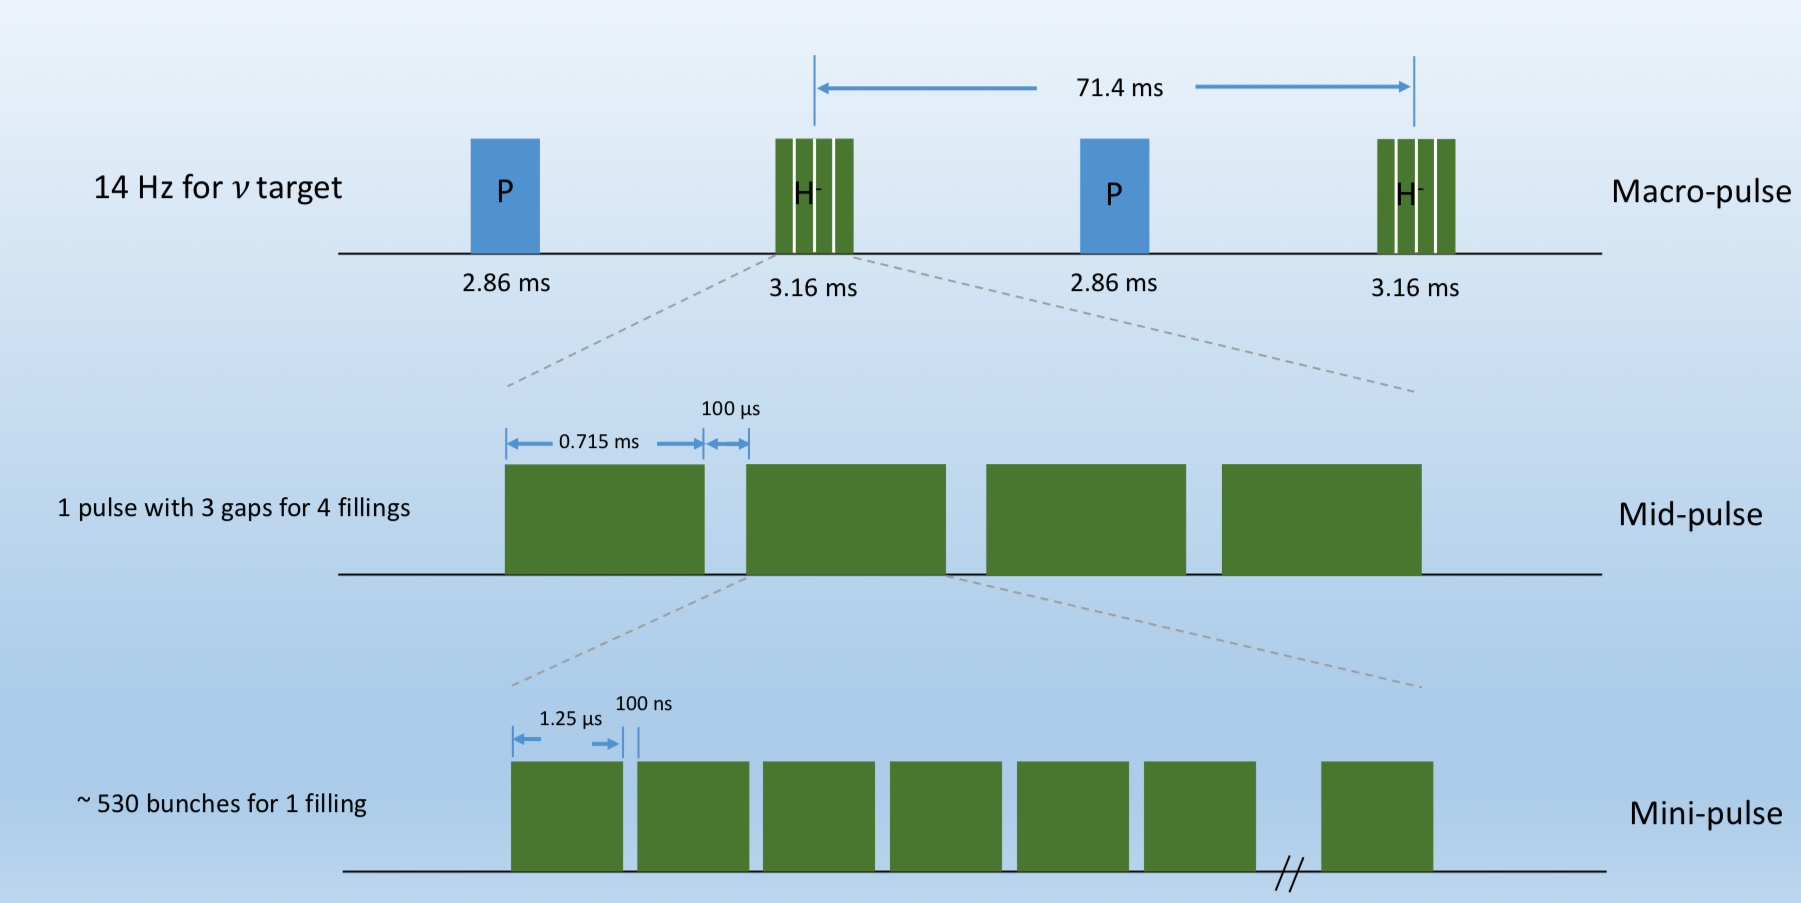 71.4 ms
14 Hz for ν target
P
H-
P
H-
Macro-pulse
2.86 ms
3.16 ms
2.86 ms
3.16 ms
100 µs
0.715 ms
1 pulse with 3 gaps for 4 fillings
Mid-pulse
100 ns
1.25 µs
~ 530 bunches for 1 filling
Mini-pulse